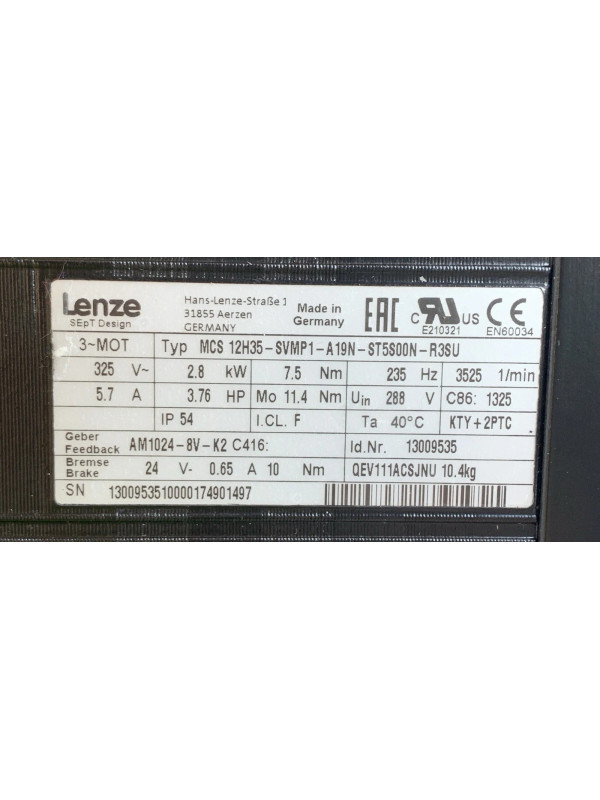 Lenze
SEpT Design
Hans-Lenze-Straße 1
31855 Aerzen
GERMANY
Made in
Germany
EAC
C RU US
E210321
CE
EN60034
3~MOT Typ MCS 12H35-SVMP1-A19N-ST5S00N-R3SU
325 V~ 2.8 kW 7.5 Nm 235 Hz 3525 1/min
5.7 A 3.76 HP Mo 11.4 Nm Uin 288 V C86: 1325
IP 54 I.CL. F Ta 40°C KTY+2PTC
Geber
Feedback AM1024-8V-K2 C416: Id.Nr. 13009535
Bremse
Brake 24 V- 0.65 A 10 Nm QEV111ACSJNU 10.4kg
SN 1300953510000174901497